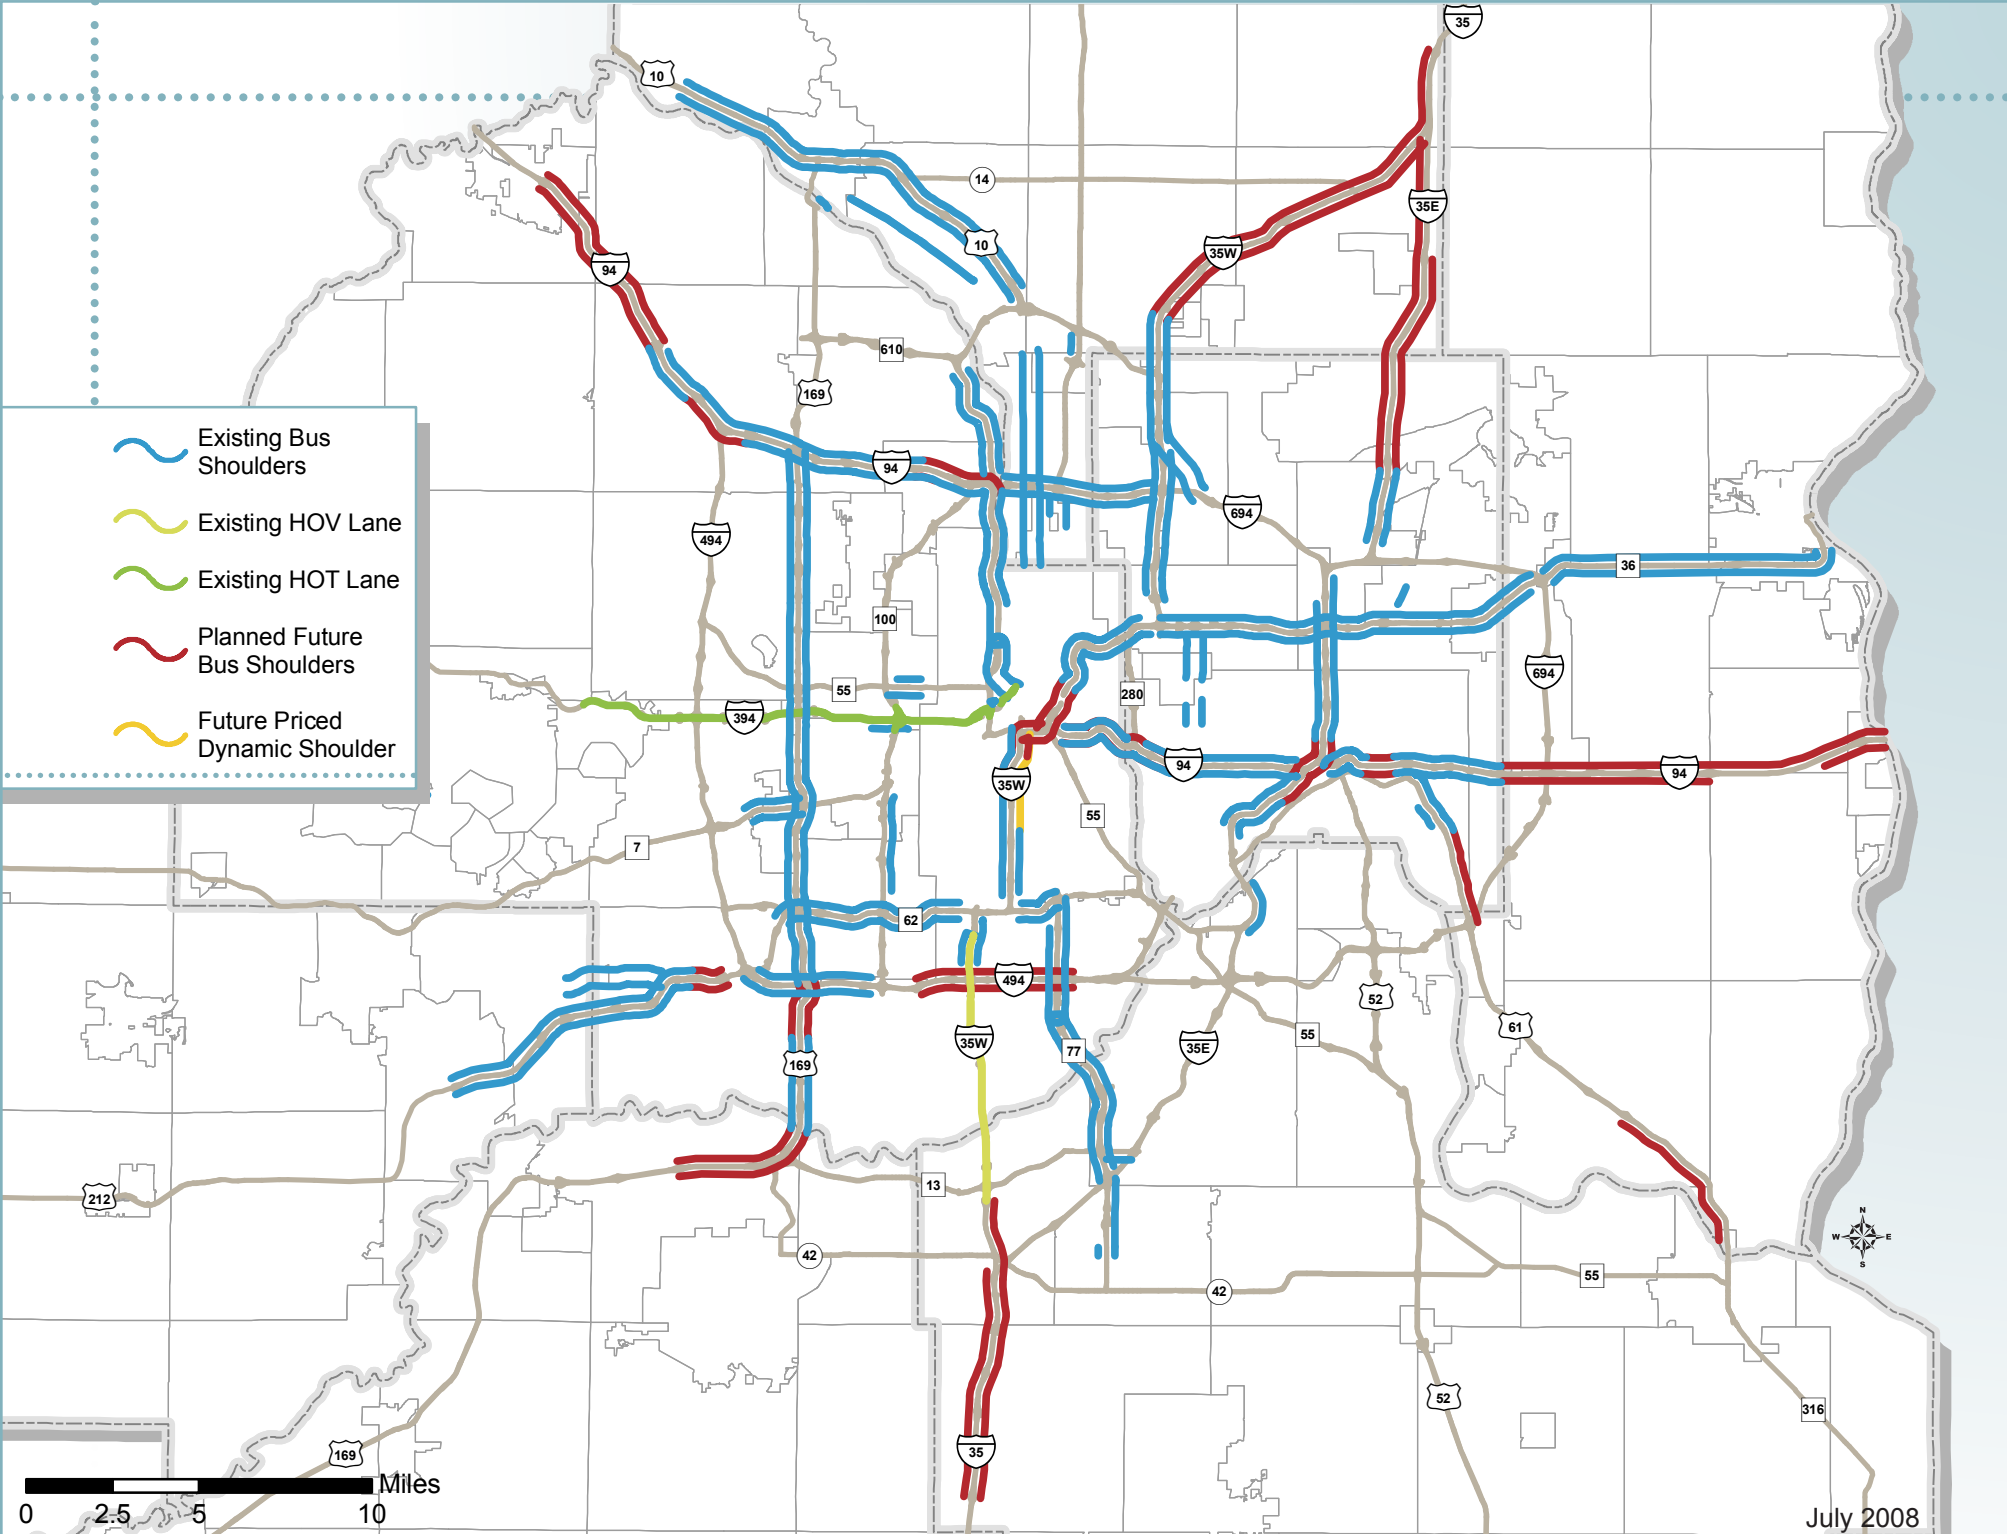 35
10
14
35E
10
35W
94
610
169
Existing Bus
Shoulders
94
694
494
Existing HOV Lane
36
Existing HOT Lane
100
Planned Future
Bus Shoulders
694
55
280
394
Future Priced
Dynamic Shoulder
94
94
35W
55
7
62
494
52
61
55
35W
35E
77
169
13
212
42
55
42
N
W
E
S
52
316
35
169
Miles
0
2.5
5
10
July 2008